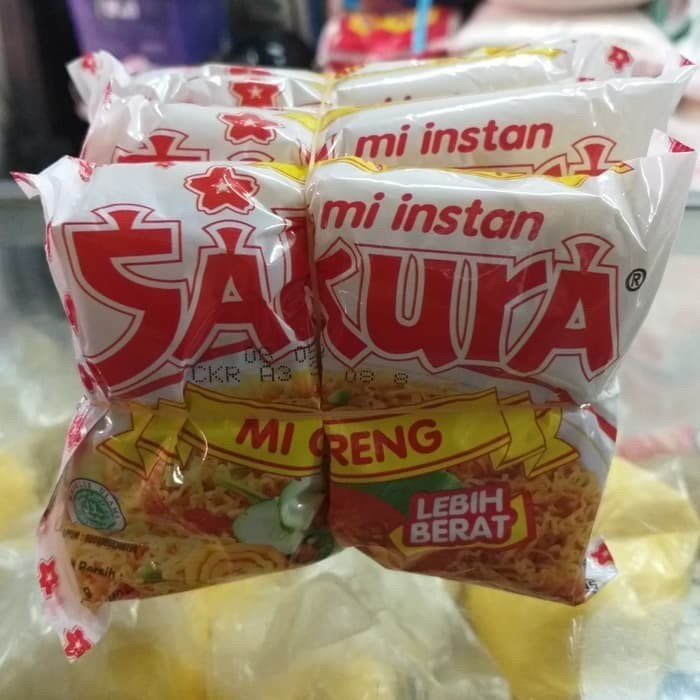 mi instan
mi instan
SAKURA®
CKR A3
MI GORENG
LEBIH
BERAT